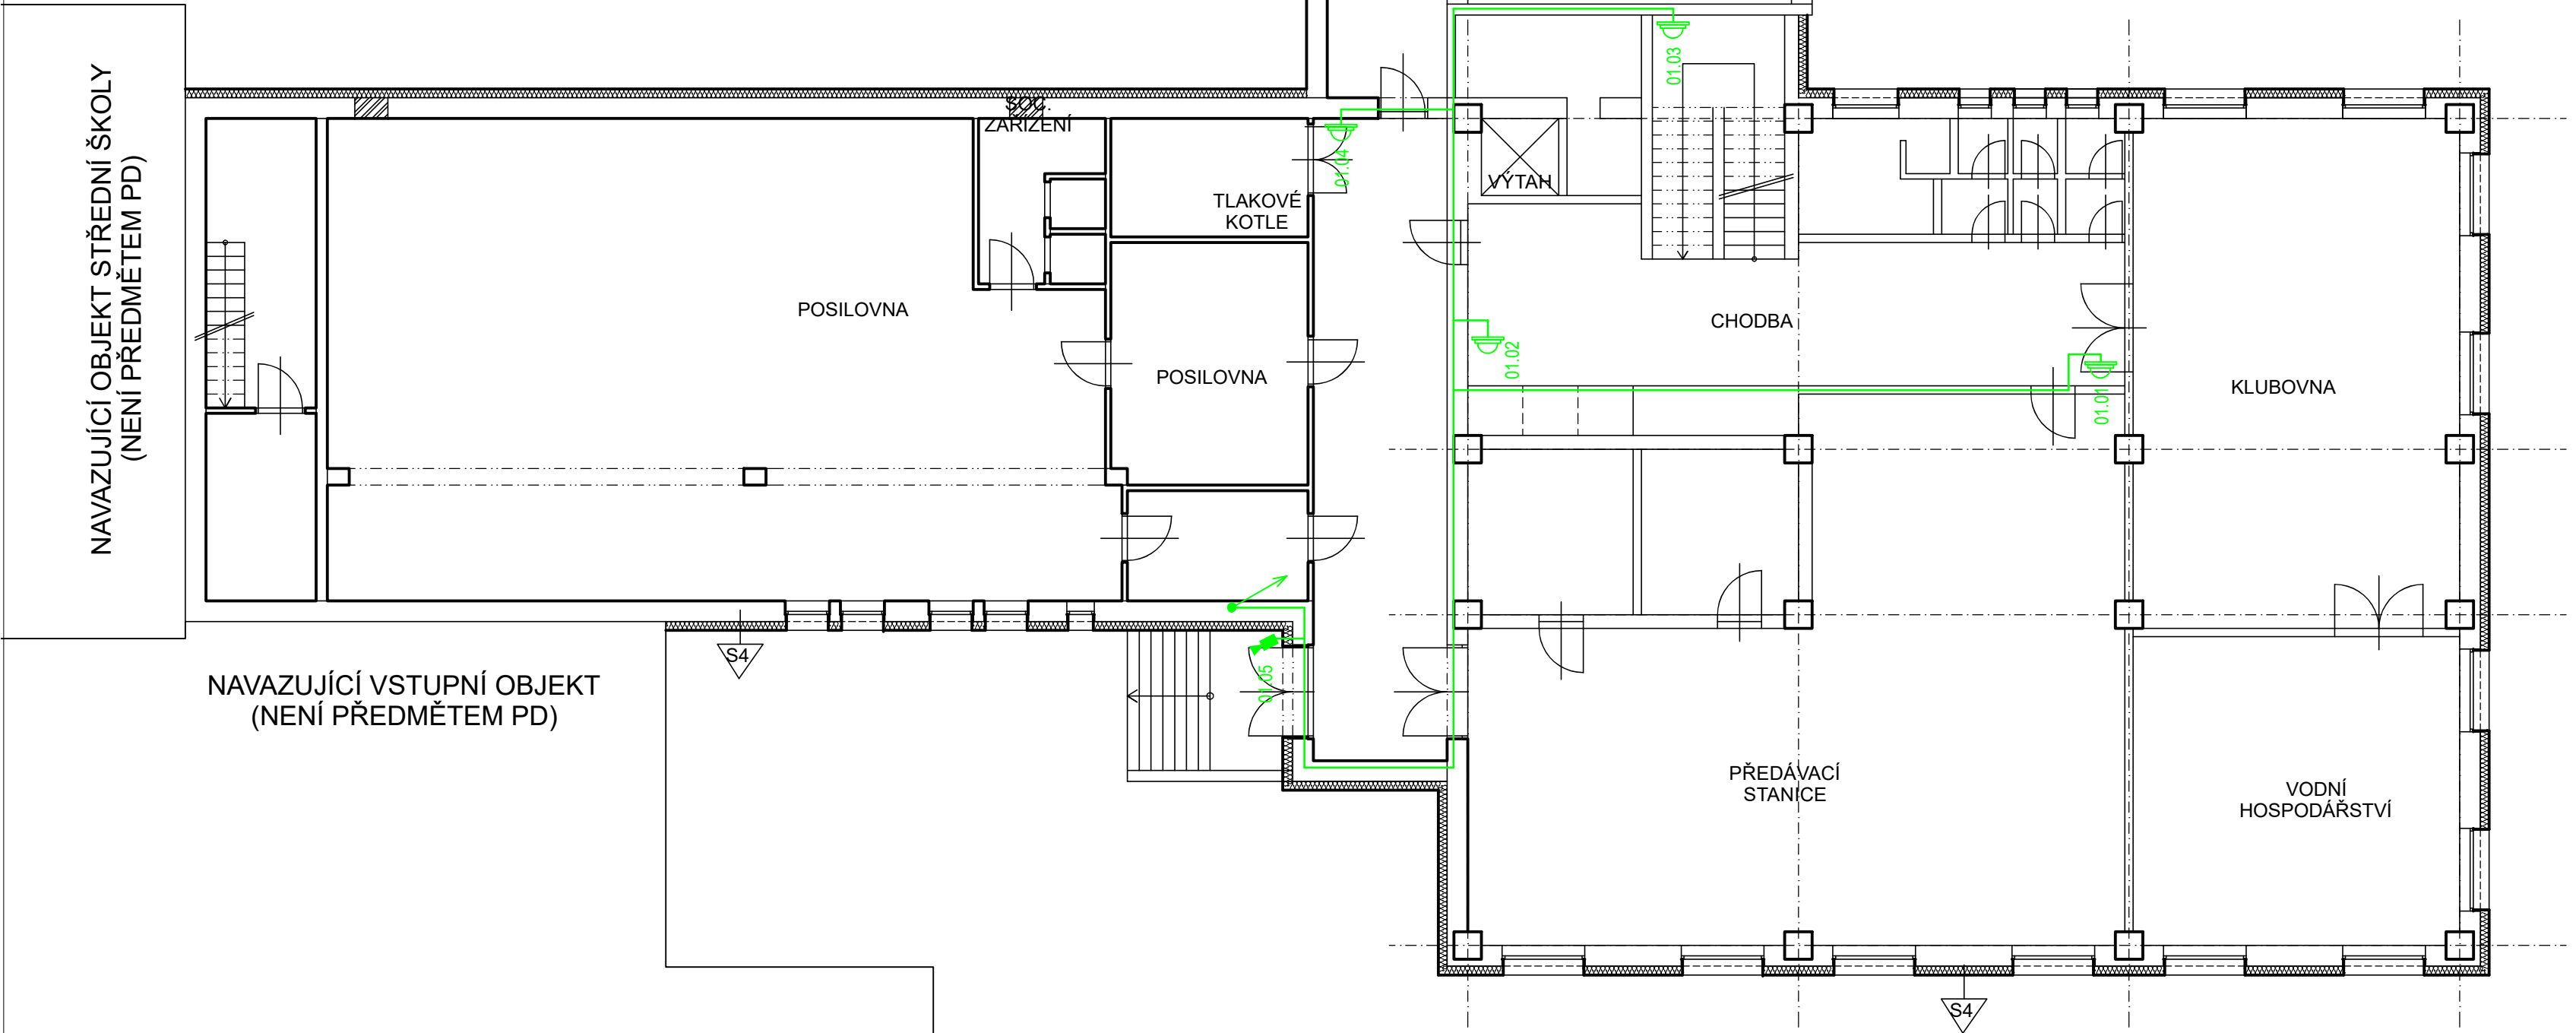 NAVAZUJÍCÍ OBJEKT STŘEDNÍ ŠKOLY
(NENÍ PŘEDMĚTEM PD)
SOC.
ZAŘÍZENÍ
01.03
01.04
TLAKOVÉ
KOTLE
VÝTAH
POSILOVNA
POSILOVNA
CHODBA
01.02
01.01
KLUBOVNA
S4
01.05
NAVAZUJÍCÍ VSTUPNÍ OBJEKT
(NENÍ PŘEDMĚTEM PD)
PŘEDÁVACÍ
STANICE
VODNÍ
HOSPODÁŘSTVÍ
S4